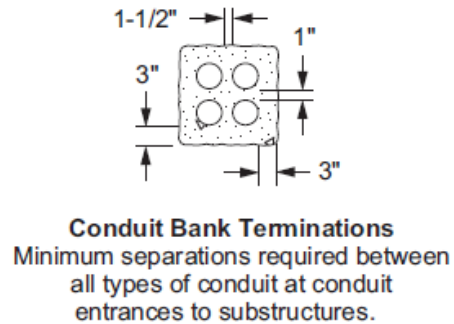 1-1/2"
1"
3"
3"
Conduit Bank Terminations
Minimum separations required between
all types of conduit at conduit
entrances to substructures.